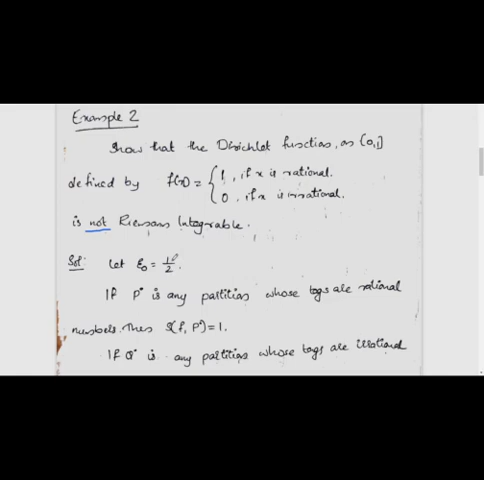 Example 2
Show that the Dirichlet function, on [0,1]
defined by f(x) = { 1, if x is rational.
0, if x is irrational.
is not Riemann Integrable.
Sol: Let ε₀ = 1/2.
If P• is any partition whose tags are rational
numbers. Then S(f, P•) = 1.
If Q• is any partition whose tags are irrational